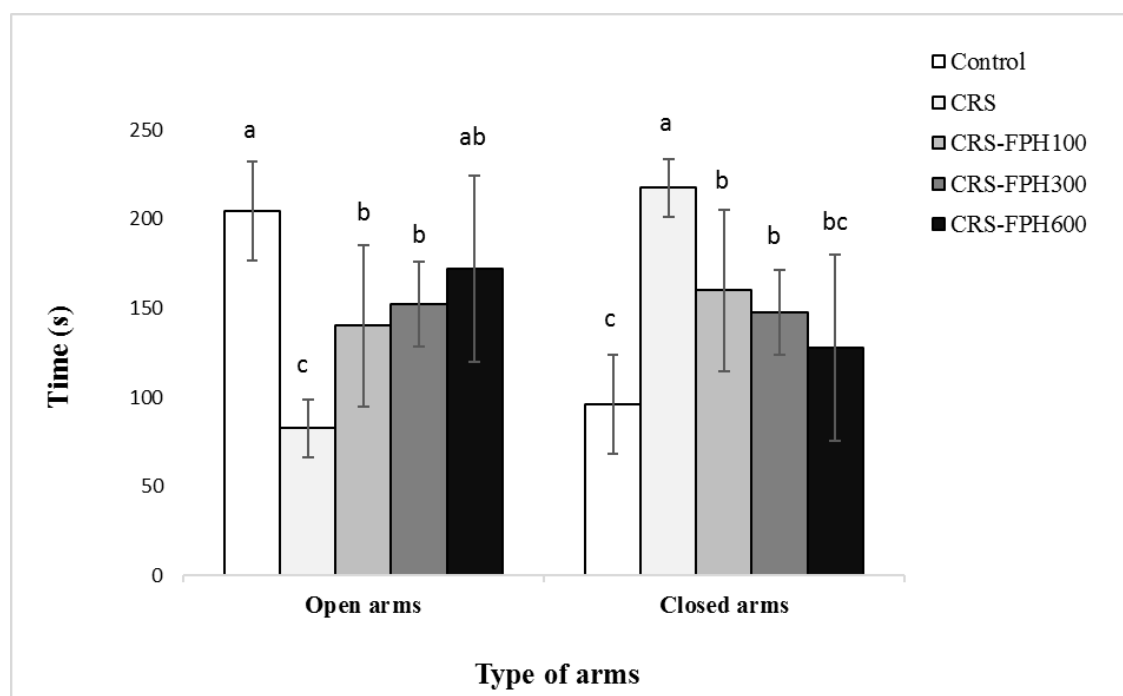 Control
CRS
CRS-FPH100
CRS-FPH300
CRS-FPH600
250
200
150
100
50
0
Time (s)
a
c
b
b
ab
c
a
b
b
bc
Open arms
Closed arms
Type of arms